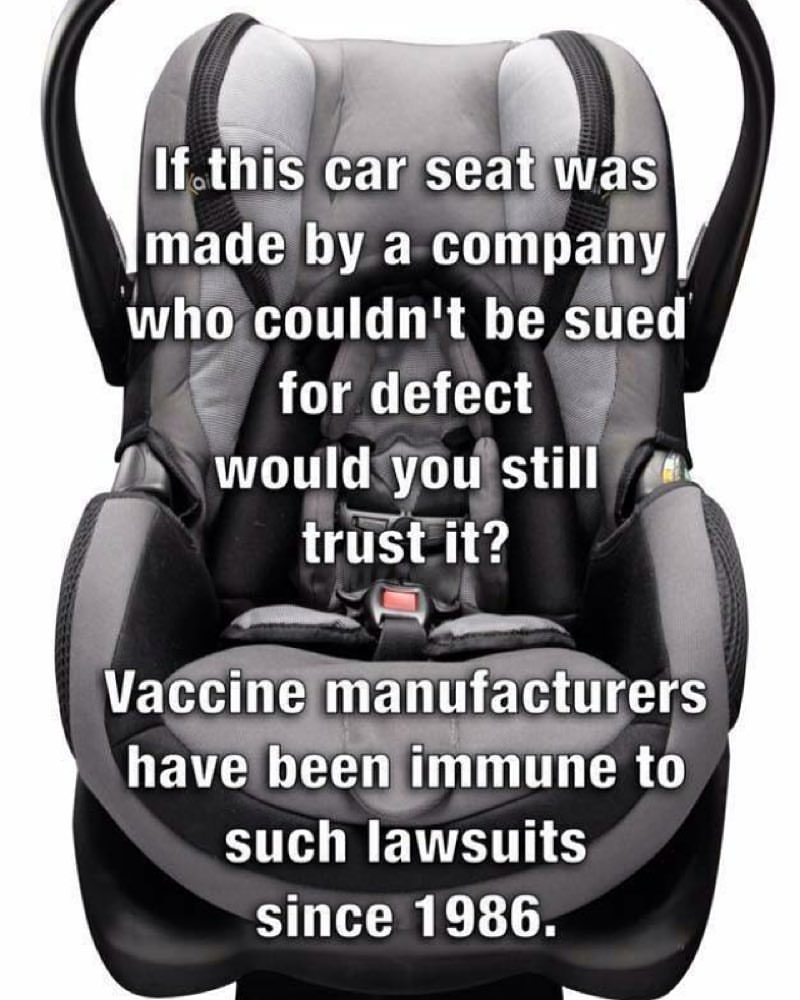 If this car seat was
made by a company
who couldn't be sued
for defect
would you still
trust it?
Vaccine manufacturers
have been immune to
such lawsuits
since 1986.